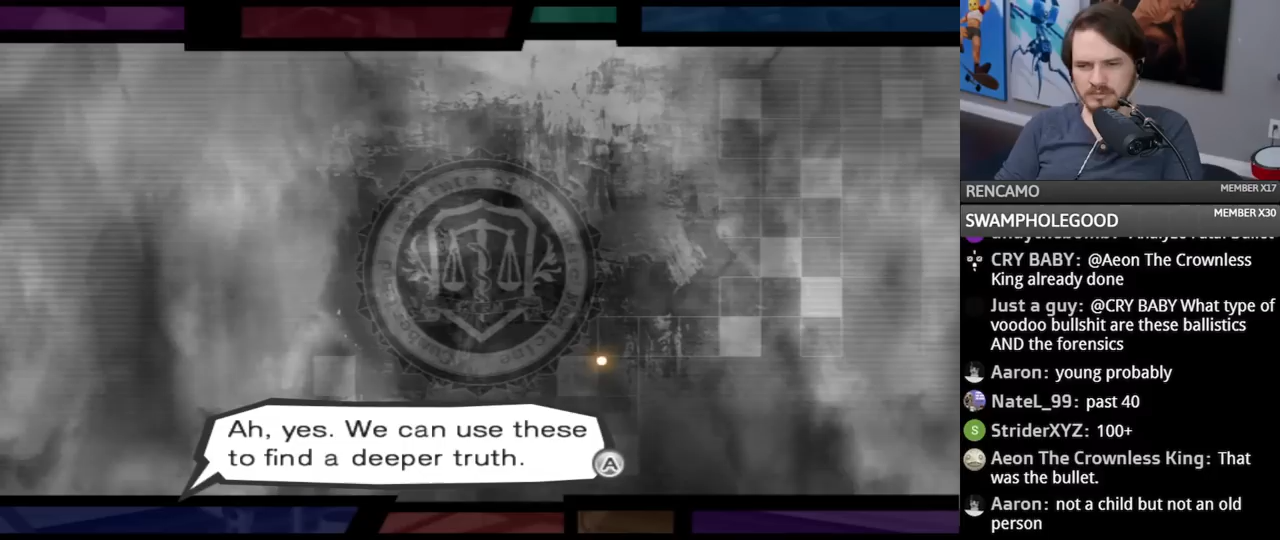 Ah, yes. We can use these
to find a deeper truth.
A
RENCAMO
MEMBER X17
SWAMPHOLEGOOD
MEMBER X30
CRY BABY: @Aeon The Crownless
King already done
Just a guy: @CRY BABY What type of
voodoo bullshit are these ballistics
AND the forensics
Aaron: young probably
NateL_99: past 40
S
StriderXYZ: 100+
Aeon The Crownless King: That
was the bullet.
Aaron: not a child but not an old
person